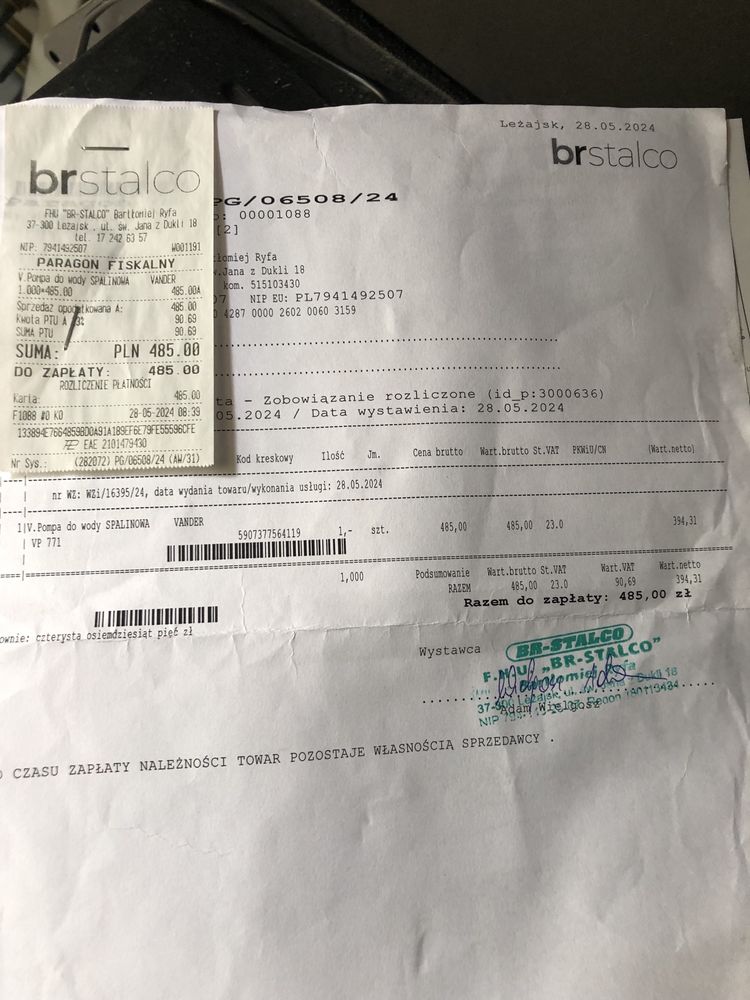 Leżajsk, 28.05.2024
brstalco
brstalco
FHU "BR-STALCO" Bartłomiej Ryfa
37-300 Leżajsk , ul. św. Jana z Dukli 18
tel. 17 242 63 57
NIP: 7941492507 W001191
PARAGON FISKALNY
V.Pompa do wody SPALINOWA VANDER
1.000×485.00 485.00A
Sprzedaż opodatkowana A: 485.00
Kwota PTU A 23% 90.69
SUMA PTU 90.69
SUMA: PLN 485.00
DO ZAPŁATY: 485.00
ROZLICZENIE PŁATNOŚCI
Karta: 485.00
F1088 #0 K0 28-05-2024 08:39
EAE 2101479430
Nr Sys.: (282072) PG/06508/24 (AW/31)
PG/06508/24
: 00001088
[2]
łomiej Ryfa
.Jana z Dukli 18
kom. 515103430
07 NIP EU: PL7941492507
4287 0000 2602 0060 3159
ta - Zobowiązanie rozliczone (id_p:3000636)
05.2024 / Data wystawienia: 28.05.2024
Kod kreskowy Ilość Jm. Cena brutto Wart.brutto St.VAT PKWiU/CN (Wart.netto)
nr WZ: WZi/16395/24, data wydania towaru/wykonania usługi: 28.05.2024
1|V.Pompa do wody SPALINOWA VANDER 5907377564119 1,- szt. 485,00 485,00 23.0 394,31
| VP 771
1,000 Podsumowanie Wart.brutto St.VAT Wart.VAT Wart.netto
RAZEM 485,00 23.0 90,69 394,31
Razem do zapłaty: 485,00 zł
ownie: czterysta osiemdziesiąt pięć zł
Wystawca
BR-STALCO
F.H.U. „BR-STALCO”
Ryfa
37-300 Leżajsk, ul. Dukli 18
NIP
Adam Wielgosz
O CZASU ZAPŁATY NALEŻNOŚCI TOWAR POZOSTAJE WŁASNOŚCIA SPRZEDAWCY .